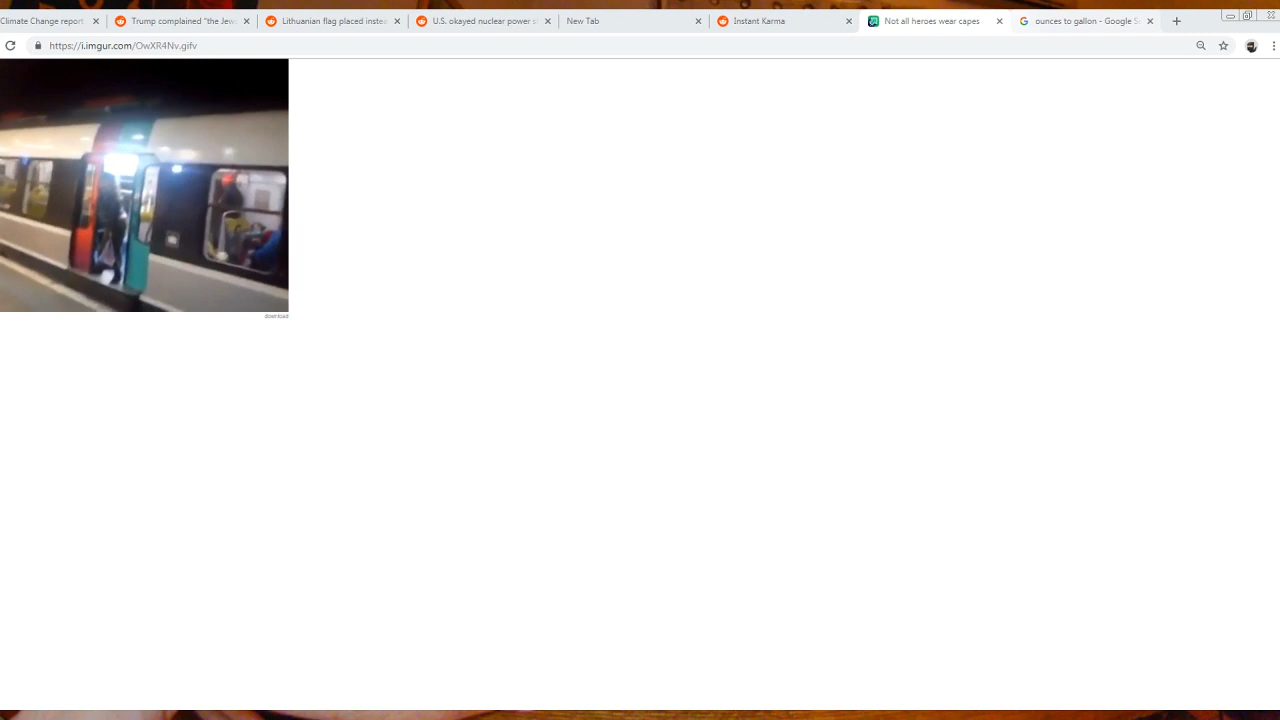 Climate Change report
Trump complained "the Jew
Lithuanian flag placed instea
U.S. okayed nuclear power s
New Tab
Instant Karma
Not all heroes wear capes
ounces to gallon - Google S
https://i.imgur.com/OwXR4Nv.gifv
download